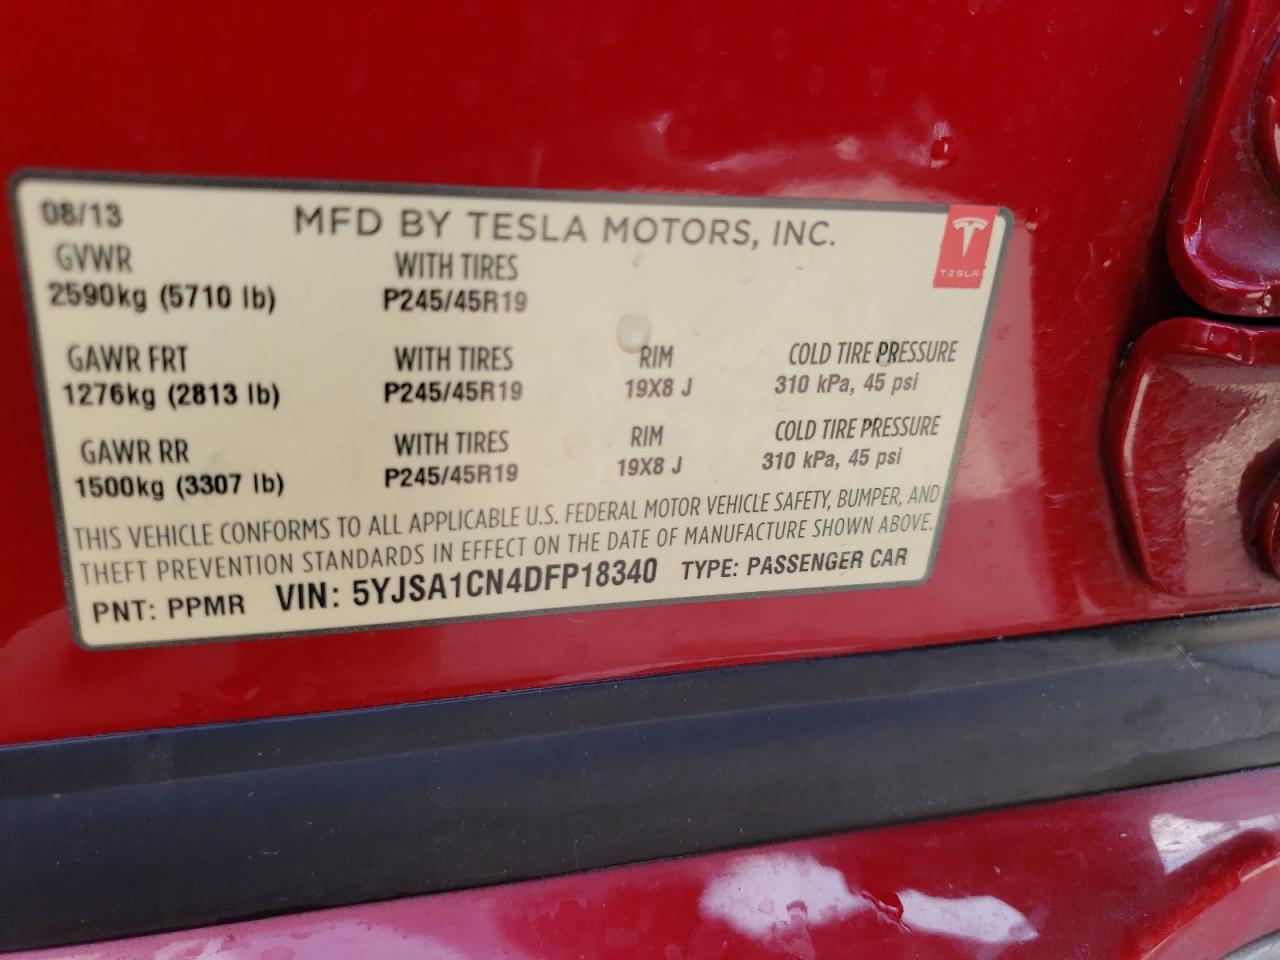 08/13 MFD BY TESLA MOTORS, INC.
TESLA
GVWR WITH TIRES
2590kg (5710 lb) P245/45R19
GAWR FRT WITH TIRES RIM COLD TIRE PRESSURE
1276kg (2813 lb) P245/45R19 19X8 J 310 kPa, 45 psi
GAWR RR WITH TIRES RIM COLD TIRE PRESSURE
1500kg (3307 lb) P245/45R19 19X8 J 310 kPa, 45 psi
THIS VEHICLE CONFORMS TO ALL APPLICABLE U.S. FEDERAL MOTOR VEHICLE SAFETY, BUMPER, AND
THEFT PREVENTION STANDARDS IN EFFECT ON THE DATE OF MANUFACTURE SHOWN ABOVE.
PNT: PPMR VIN: 5YJSA1CN4DFP18340 TYPE: PASSENGER CAR